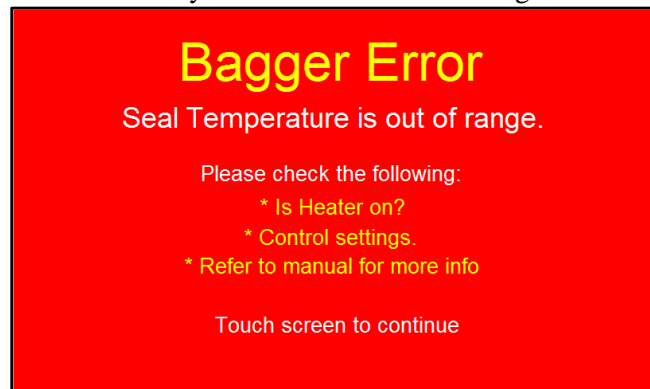 Bagger Error
Seal Temperature is out of range.
Please check the following:
* Is Heater on?
* Control settings.
* Refer to manual for more info
Touch screen to continue